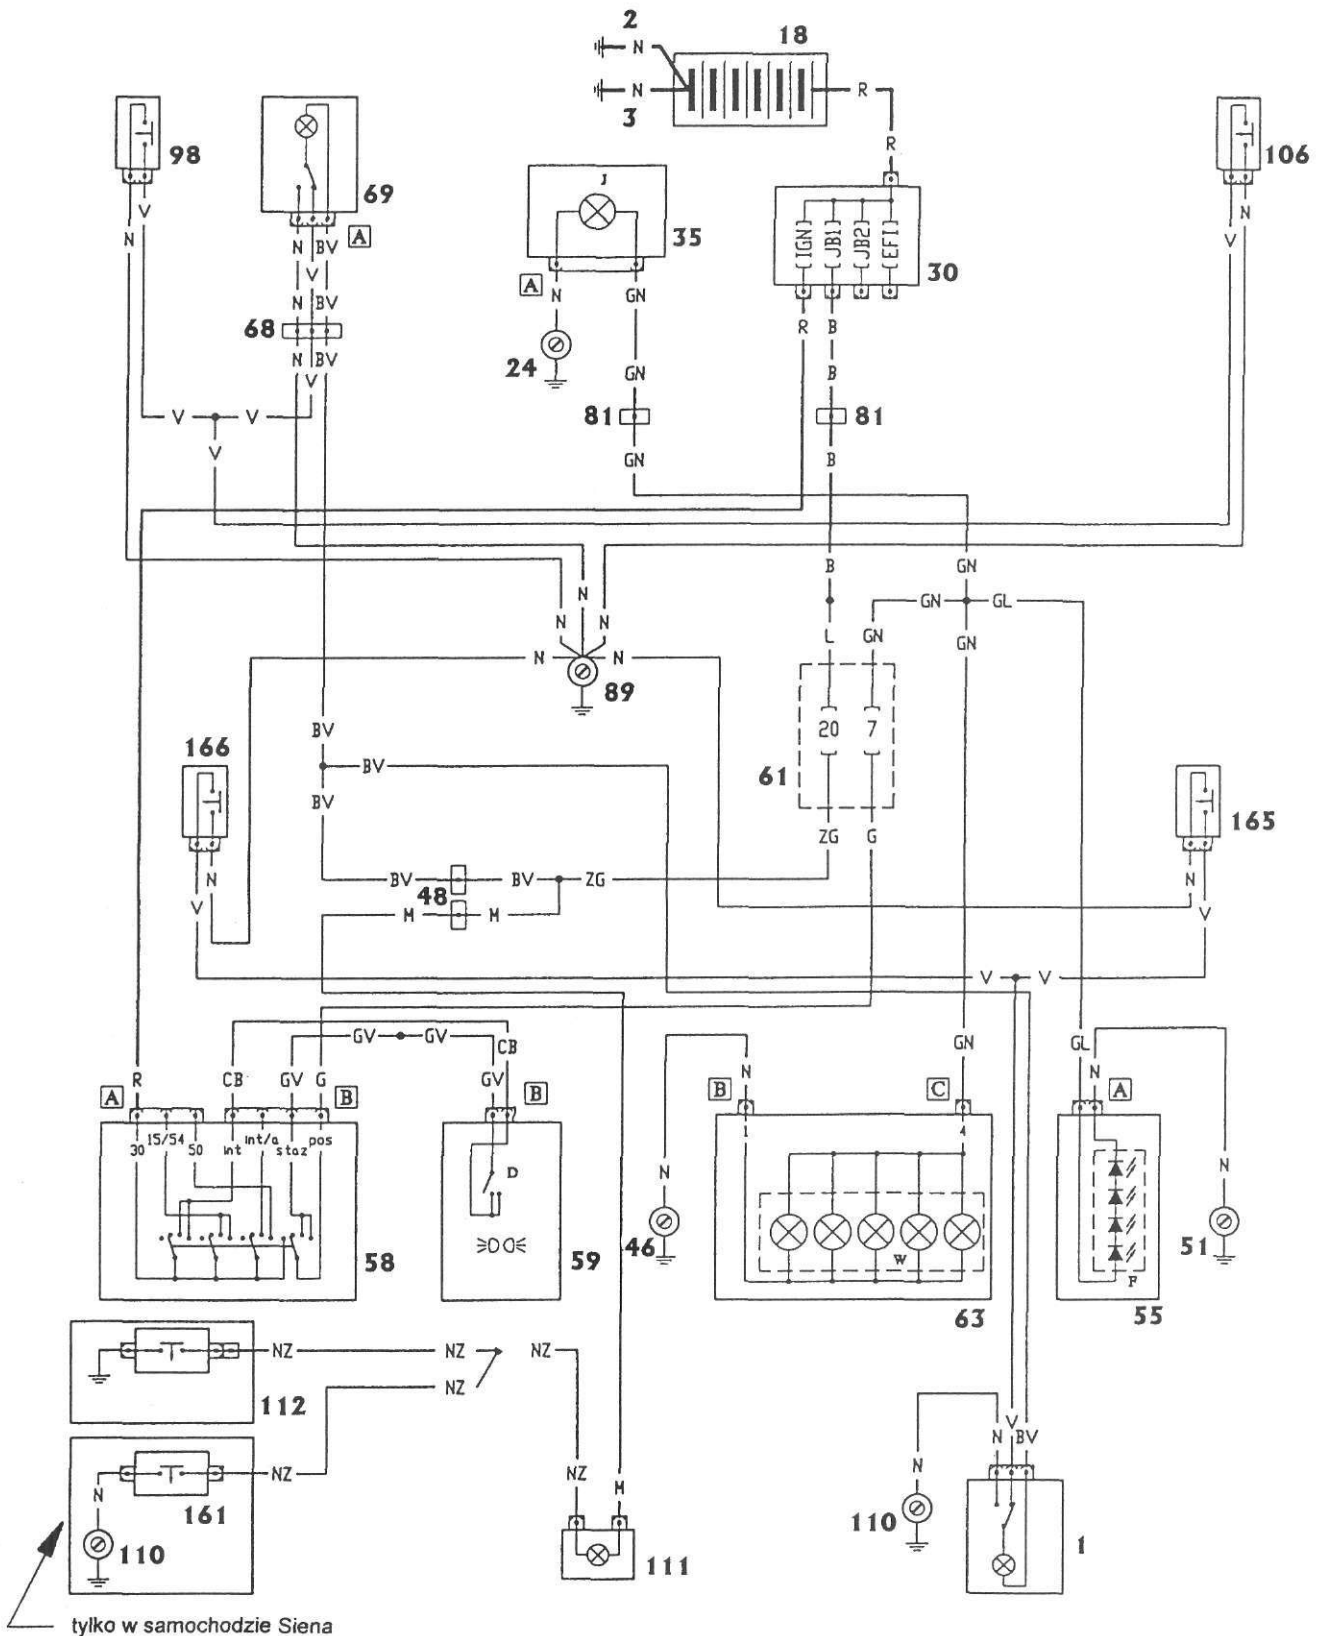 2
18
N
N
R
3
R
98
69
106
J
35
V
N
N
BV
A
V
N
V
IGN
JB1
JB2
EFI
30
A
N
GN
N
BV
R
B
68
24
N
BV
V
GN
B
V
V
81
81
V
GN
B
B
GN
N
GN
GL
N
N
L
GN
GN
N
N
89
BV
20
7
166
61
BV
BV
ZG
G
165
N
BV
BV
ZG
N
48
V
M
M
V
V
V
GV
GV
CB
N
GN
GL
N
A
R
CB
GV
G
B
GV
B
B
C
A
30
15/54
50
int
int/a
staz
pos
1
4
D
N
N
58
59
46
W
51
F
63
55
NZ
NZ
NZ
112
NZ
V
N
BV
NZ
NZ
M
N
N
161
110
110
1
111
tylko w samochodzie Siena